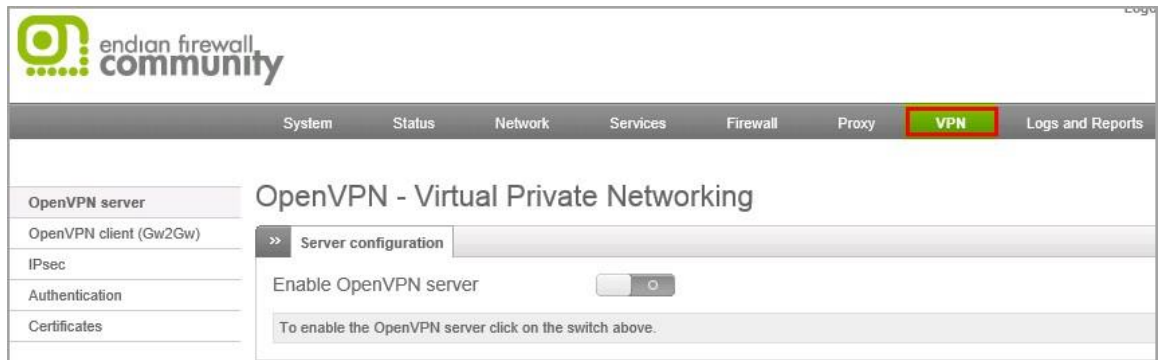 endian firewall
community
System Status Network Services Firewall Proxy VPN Logs and Reports
OpenVPN server
OpenVPN client (Gw2Gw)
IPsec
Authentication
Certificates
OpenVPN - Virtual Private Networking
>> Server configuration
Enable OpenVPN server
To enable the OpenVPN server click on the switch above.